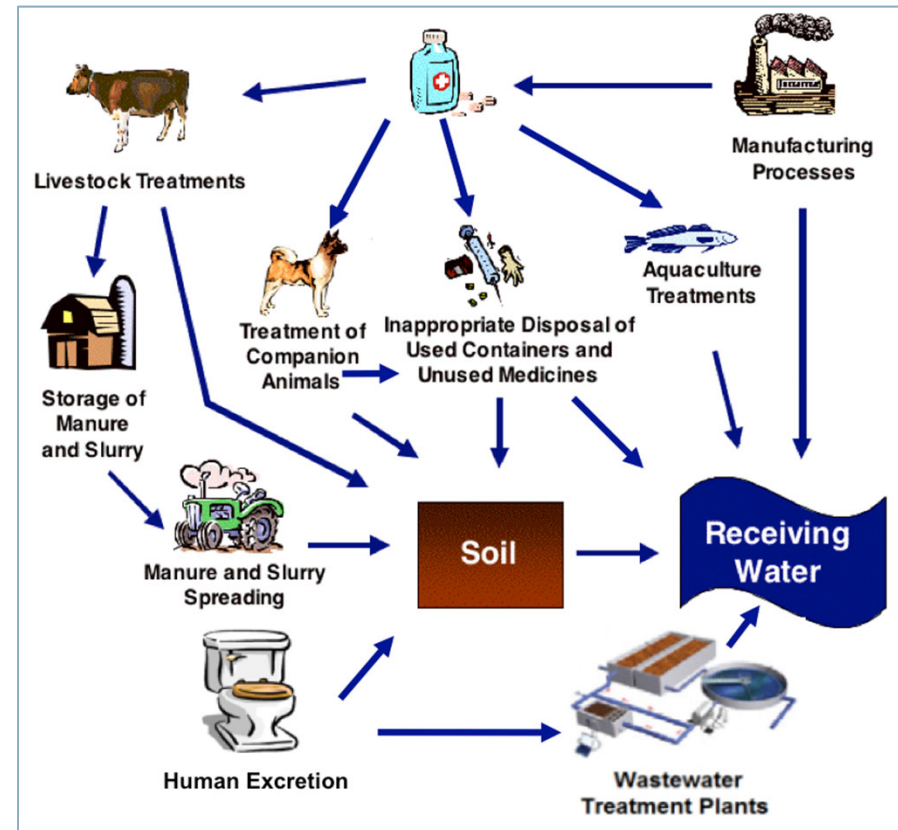 Manufacturing
Processes
Livestock Treatments
Aquaculture
Treatments
Treatment of
Companion
Animals
Inappropriate Disposal of
Used Containers and
Unused Medicines
Storage of
Manure
and Slurry
Soil
Receiving
Water
Manure and Slurry
Spreading
Human Excretion
Wastewater
Treatment Plants